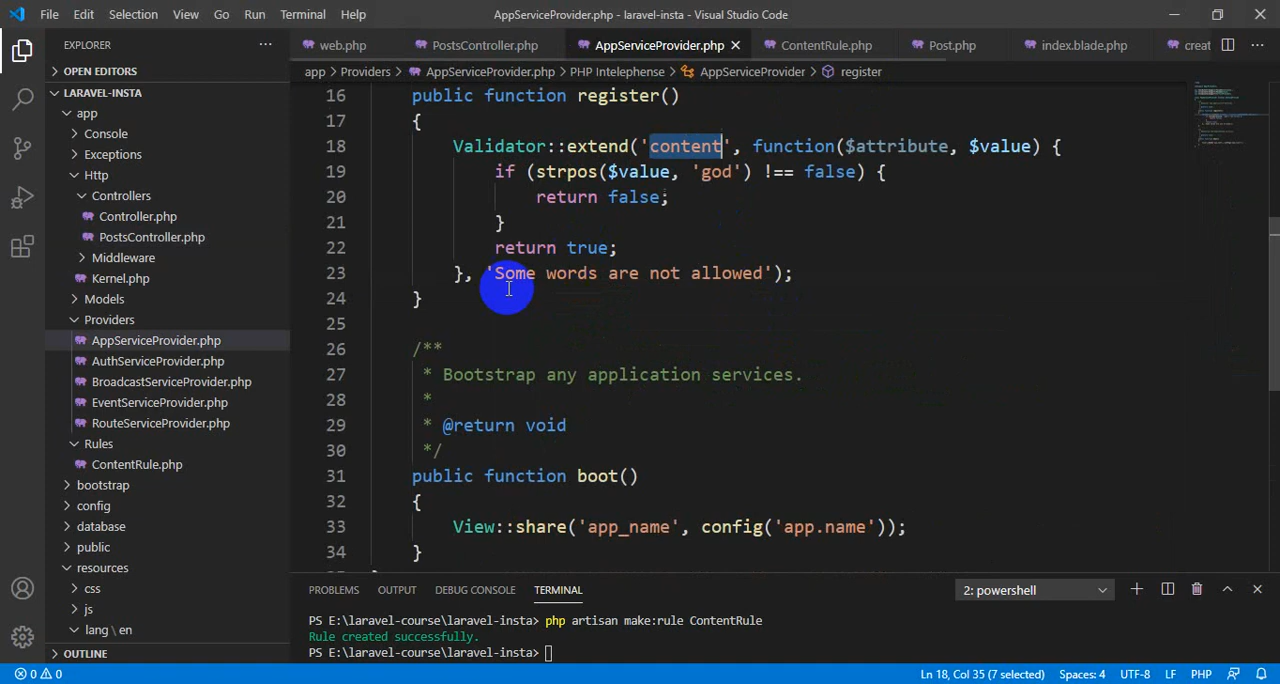 File Edit Selection View Go Run Terminal Help AppServiceProvider.php - laravel-insta - Visual Studio Code
EXPLORER
OPEN EDITORS
LARAVEL-INSTA
app
Console
Exceptions
Http
Controllers
Controller.php
PostsController.php
Middleware
Kernel.php
Models
Providers
AppServiceProvider.php
AuthServiceProvider.php
BroadcastServiceProvider.php
EventServiceProvider.php
RouteServiceProvider.php
Rules
ContentRule.php
bootstrap
config
database
public
resources
css
js
lang \ en
OUTLINE
web.php PostsController.php AppServiceProvider.php ContentRule.php Post.php index.blade.php creat
app > Providers > AppServiceProvider.php > PHP Intelephense > AppServiceProvider > register
16 public function register()
17 {
18 Validator::extend('content', function($attribute, $value) {
19 if (strpos($value, 'god') !== false) {
20 return false;
21 }
22 return true;
23 }, 'Some words are not allowed');
24 }
25
26 /**
27 * Bootstrap any application services.
28 *
29 * @return void
30 */
31 public function boot()
32 {
33 View::share('app_name', config('app.name'));
34 }
PROBLEMS OUTPUT DEBUG CONSOLE TERMINAL 2: powershell
PS E:\laravel-course\laravel-insta> php artisan make:rule ContentRule
Rule created successfully.
PS E:\laravel-course\laravel-insta>
0 0 Ln 18, Col 35 (7 selected) Spaces: 4 UTF-8 LF PHP